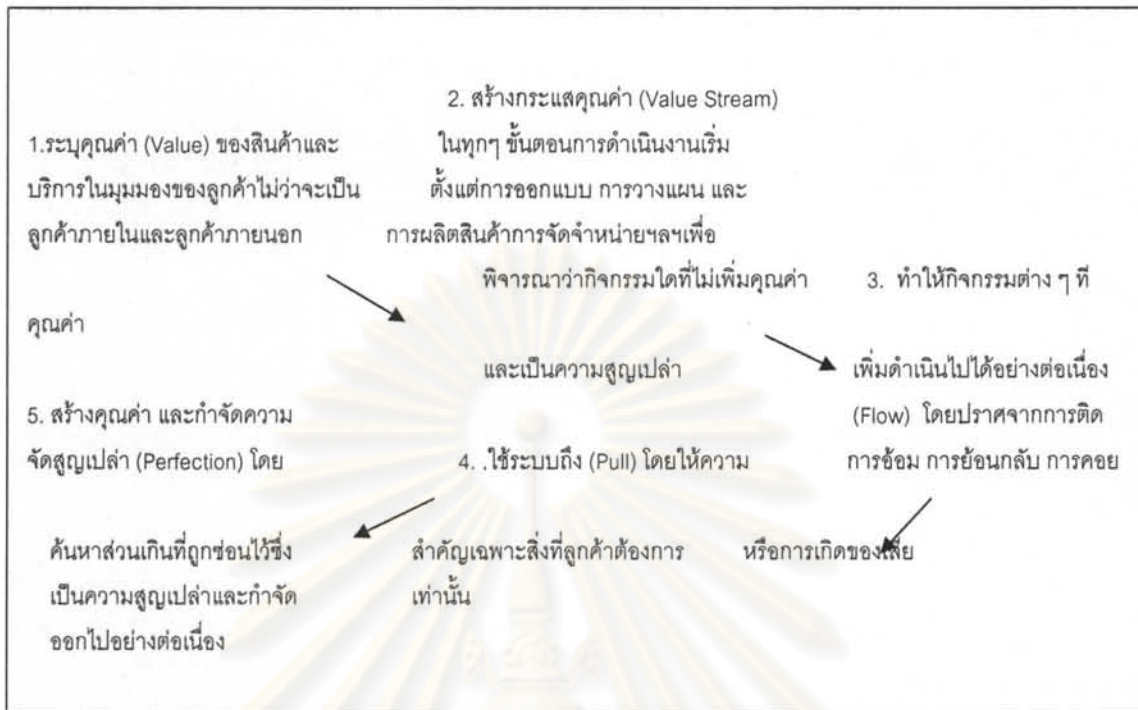 1.ระบุคุณค่า (Value) ของสินค้าและ
บริการในมุมมองของลูกค้าไม่ว่าจะเป็น
ลูกค้าภายในและลูกค้าภายนอก
2. สร้างกระแสคุณค่า (Value Stream)
ในทุกๆ ขั้นตอนการดำเนินงานเริ่ม
ตั้งแต่การออกแบบ การวางแผน และ
การผลิตสินค้าการจัดจำหน่ายฯลฯเพื่อ
พิจารณาว่ากิจกรรมใดที่ไม่เพิ่มคุณค่า
และเป็นความสูญเปล่า
3. ทำให้กิจกรรมต่าง ๆ ที
คุณค่า
เพิ่มดำเนินไปได้อย่างต่อเนื่อง
(Flow) โดยปราศจากการติด
การอ้อม การย้อนกลับ การคอย
หรือการเกิดของเสีย
4. .ใช้ระบบถึง (Pull) โดยให้ความ
สำคัญเฉพาะสิ่งที่ลูกค้าต้องการ
เท่านั้น
5. สร้างคุณค่า และกำจัดความ
จัดสูญเปล่า (Perfection) โดย
ค้นหาส่วนเกินที่ถูกซ่อนไว้ซึ่ง
เป็นความสูญเปล่าและกำจัด
ออกไปอย่างต่อเนื่อง